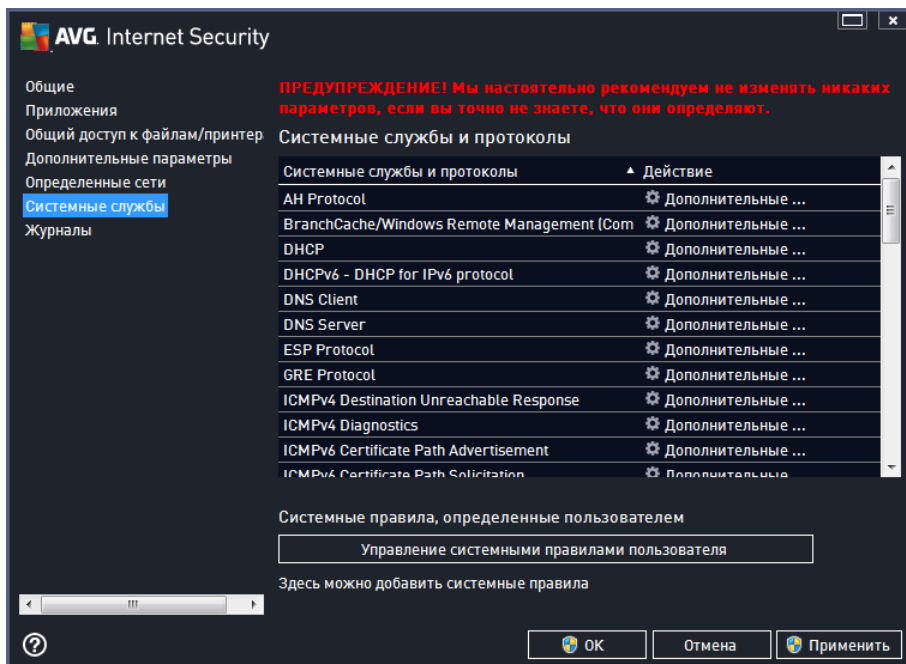 AVG. Internet Security
Общие
Приложения
Общий доступ к файлам/принтер
Дополнительные параметры
Определенные сети
Системные службы
Журналы
ПРЕДУПРЕЖДЕНИЕ! Мы настоятельно рекомендуем не изменять никаких
параметров, если вы точно не знаете, что они определяют.
Системные службы и протоколы
Системные службы и протоколы Действие
AH Protocol Дополнительные ...
BranchCache/Windows Remote Management (Com Дополнительные ...
DHCP Дополнительные ...
DHCPv6 - DHCP for IPv6 protocol Дополнительные ...
DNS Client Дополнительные ...
DNS Server Дополнительные ...
ESP Protocol Дополнительные ...
GRE Protocol Дополнительные ...
ICMPv4 Destination Unreachable Response Дополнительные ...
ICMPv4 Diagnostics Дополнительные ...
ICMPv6 Certificate Path Advertisement Дополнительные ...
ICMPv6 Certificate Path Solicitation Дополнительные
Системные правила, определенные пользователем
Управление системными правилами пользователя
Здесь можно добавить системные правила
ОК Отмена Применить